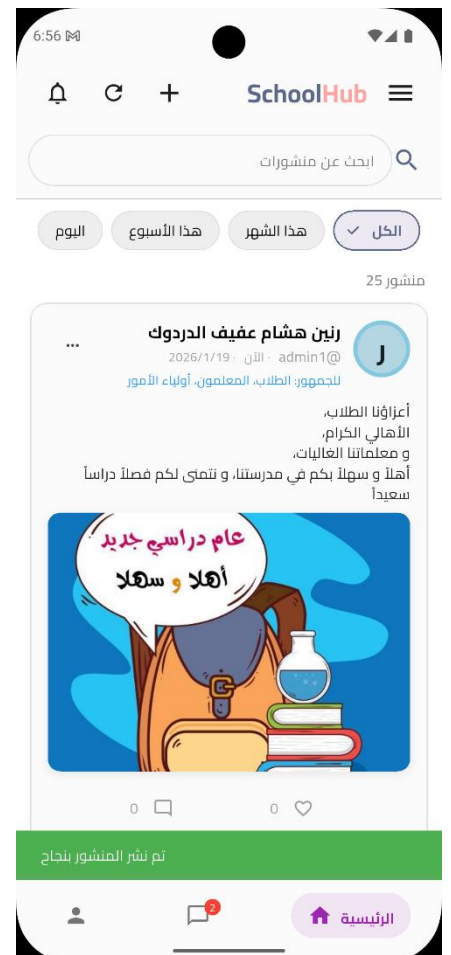 6:56
SchoolHub
ابحث عن منشورات
الكل
هذا الشهر
هذا الأسبوع
اليوم
25 منشور
رنين هشام عفيف الدردوك
@admin1 · الآن · 2026/1/19
للجمهور: الطلاب، المعلمون، أولياء الأمور
ر
أعزاؤنا الطلاب،
الأهالي الكرام،
و معلماتنا الغاليات،
أهلاً و سهلاً بكم في مدرستنا، و نتمنى لكم فصلاً دراساً
سعيداً
عام دراسي جديد
أهلا و سهلا
0
0
تم نشر المنشور بنجاح
الرئيسية
2